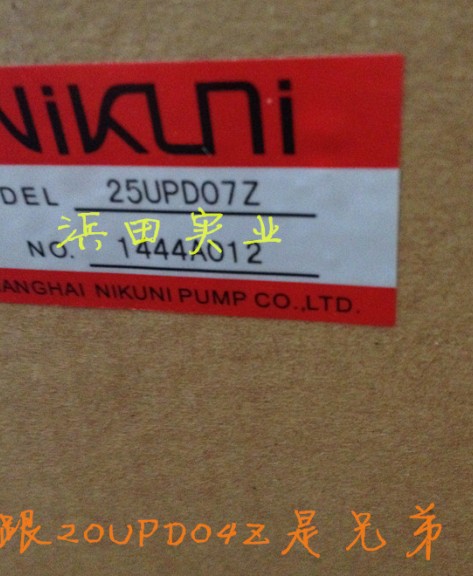 NiKUNi
DEL 25UPD07Z
浜田实业
NO. 1444A012
ANGHAI NIKUNI PUMP CO.,LTD.
跟20UPD04Z是兄弟